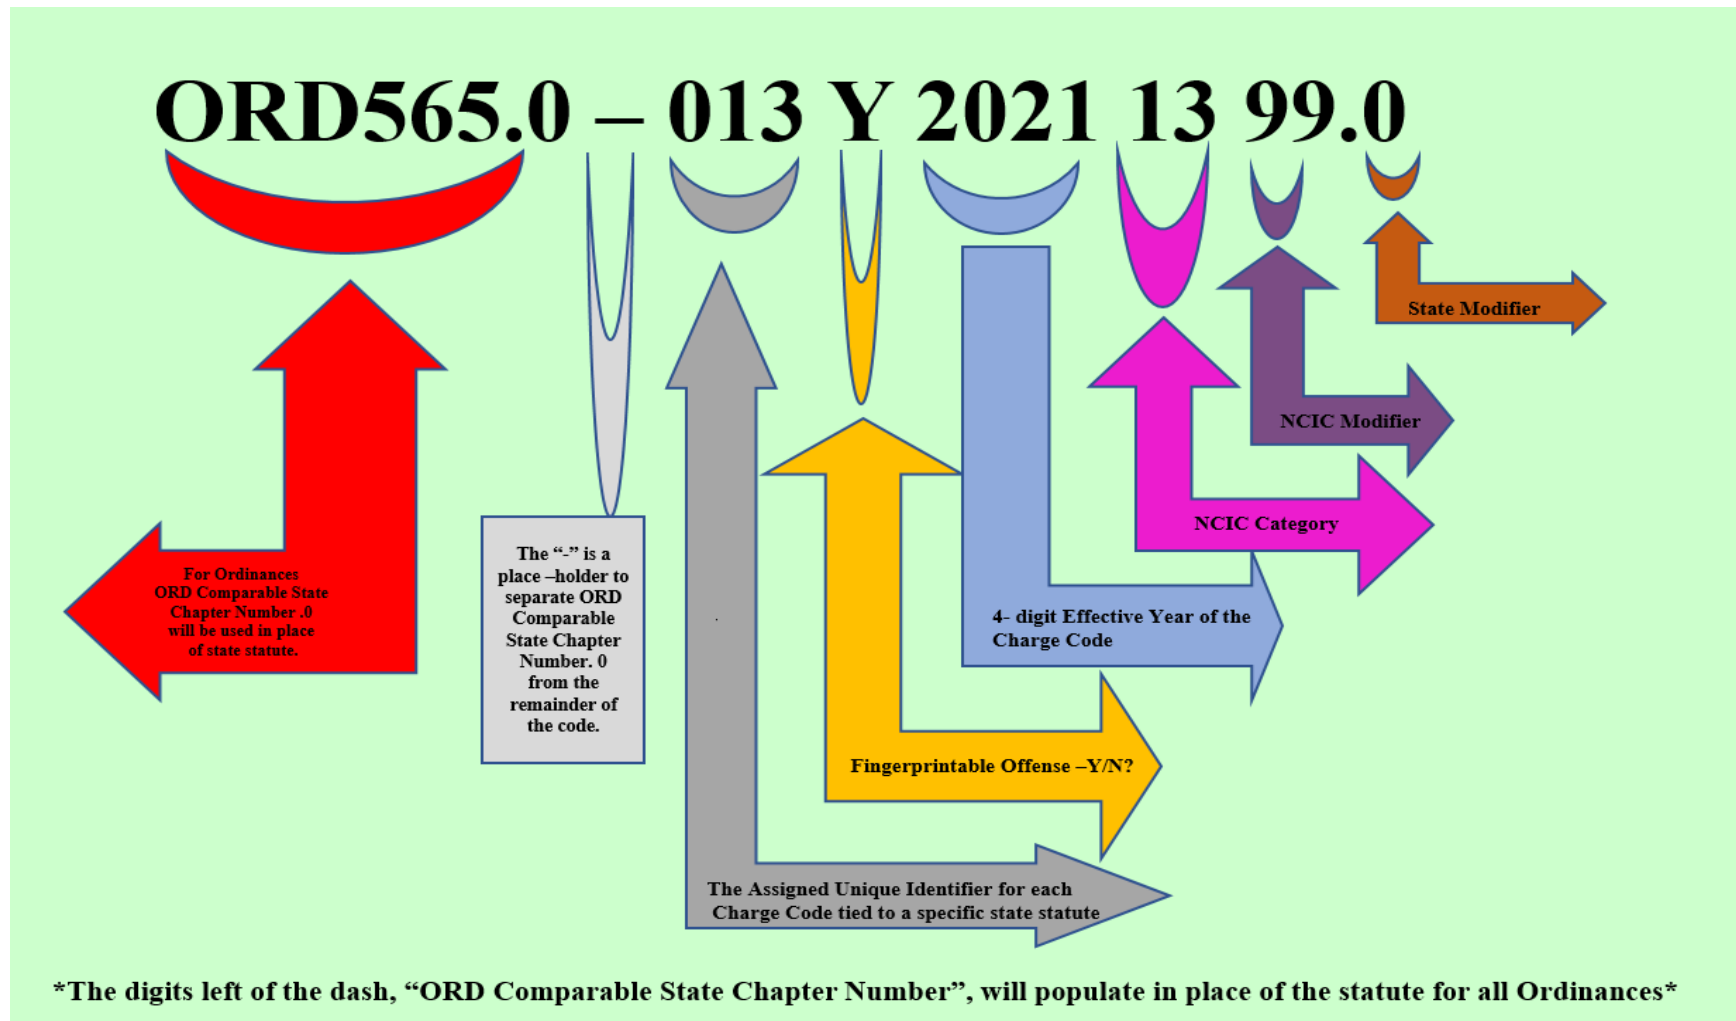 ORD565.0 – 013 Y 2021 13 99.0
State Modifier
NCIC Modifier
NCIC Category
For Ordinances
ORD Comparable State
Chapter Number .0
will be used in place
of state statute.
The “-” is a
place –holder to
separate ORD
Comparable
State Chapter
Number. 0
from the
remainder of
the code.
4- digit Effective Year of the
Charge Code
Fingerprintable Offense –Y/N?
The Assigned Unique Identifier for each
Charge Code tied to a specific state statute
*The digits left of the dash, “ORD Comparable State Chapter Number”, will populate in place of the statute for all Ordinances*